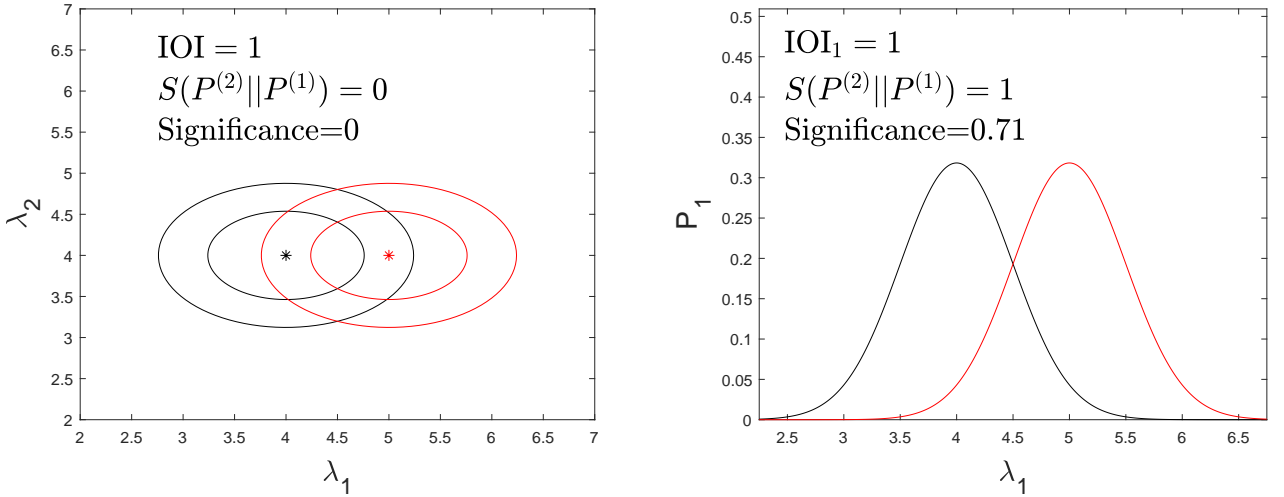 IOI = 1
S(P^{(2)}||P^{(1)}) = 0
Significance=0
7
6.5
6
5.5
5
4.5
4
3.5
3
2.5
2
λ_2
2 2.5 3 3.5 4 4.5 5 5.5 6 6.5 7
λ_1
IOI_1 = 1
S(P^{(2)}||P^{(1)}) = 1
Significance=0.71
0.5
0.45
0.4
0.35
0.3
0.25
0.2
0.15
0.1
0.05
0
P_1
2.5 3 3.5 4 4.5 5 5.5 6 6.5
λ_1